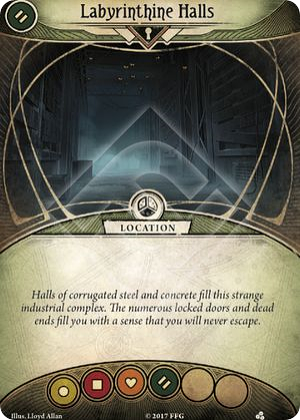 Labyrinthine Halls
LOCATION
Halls of corrugated steel and concrete fill this strange
industrial complex. The numerous locked doors and dead
ends fill you with a sense that you will never escape.
Illus. Lloyd Allan
© 2017 FFG